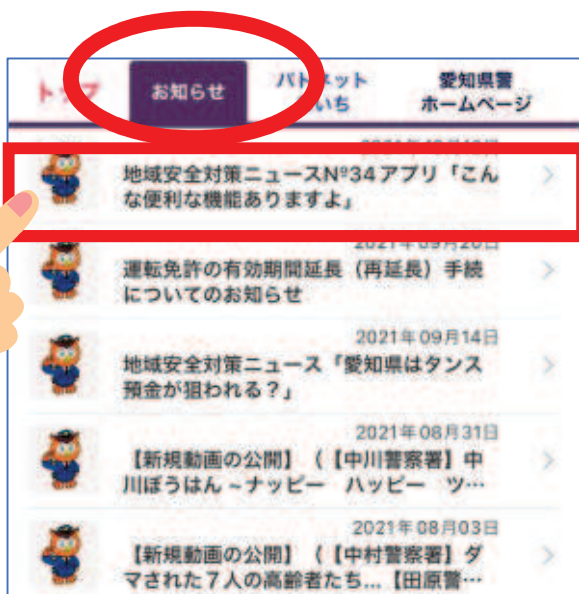 トップ
お知らせ
愛知県警
ホームページ
地域安全対策ニュースNº34アプリ「こん
な便利な機能ありますよ」
運転免許の有効期間延長（再延長）手続
についてのお知らせ
2021年09月14日
地域安全対策ニュース「愛知県はタンス
預金が狙われる？」
2021年08月31日
【新規動画の公開】（【中川警察署】中
川ぼうはん~ナッピー　ハッピー　ツ…
2021年08月03日
【新規動画の公開】（【中村警察署】ダ
マされた７人の高齢者たち...【田原警…